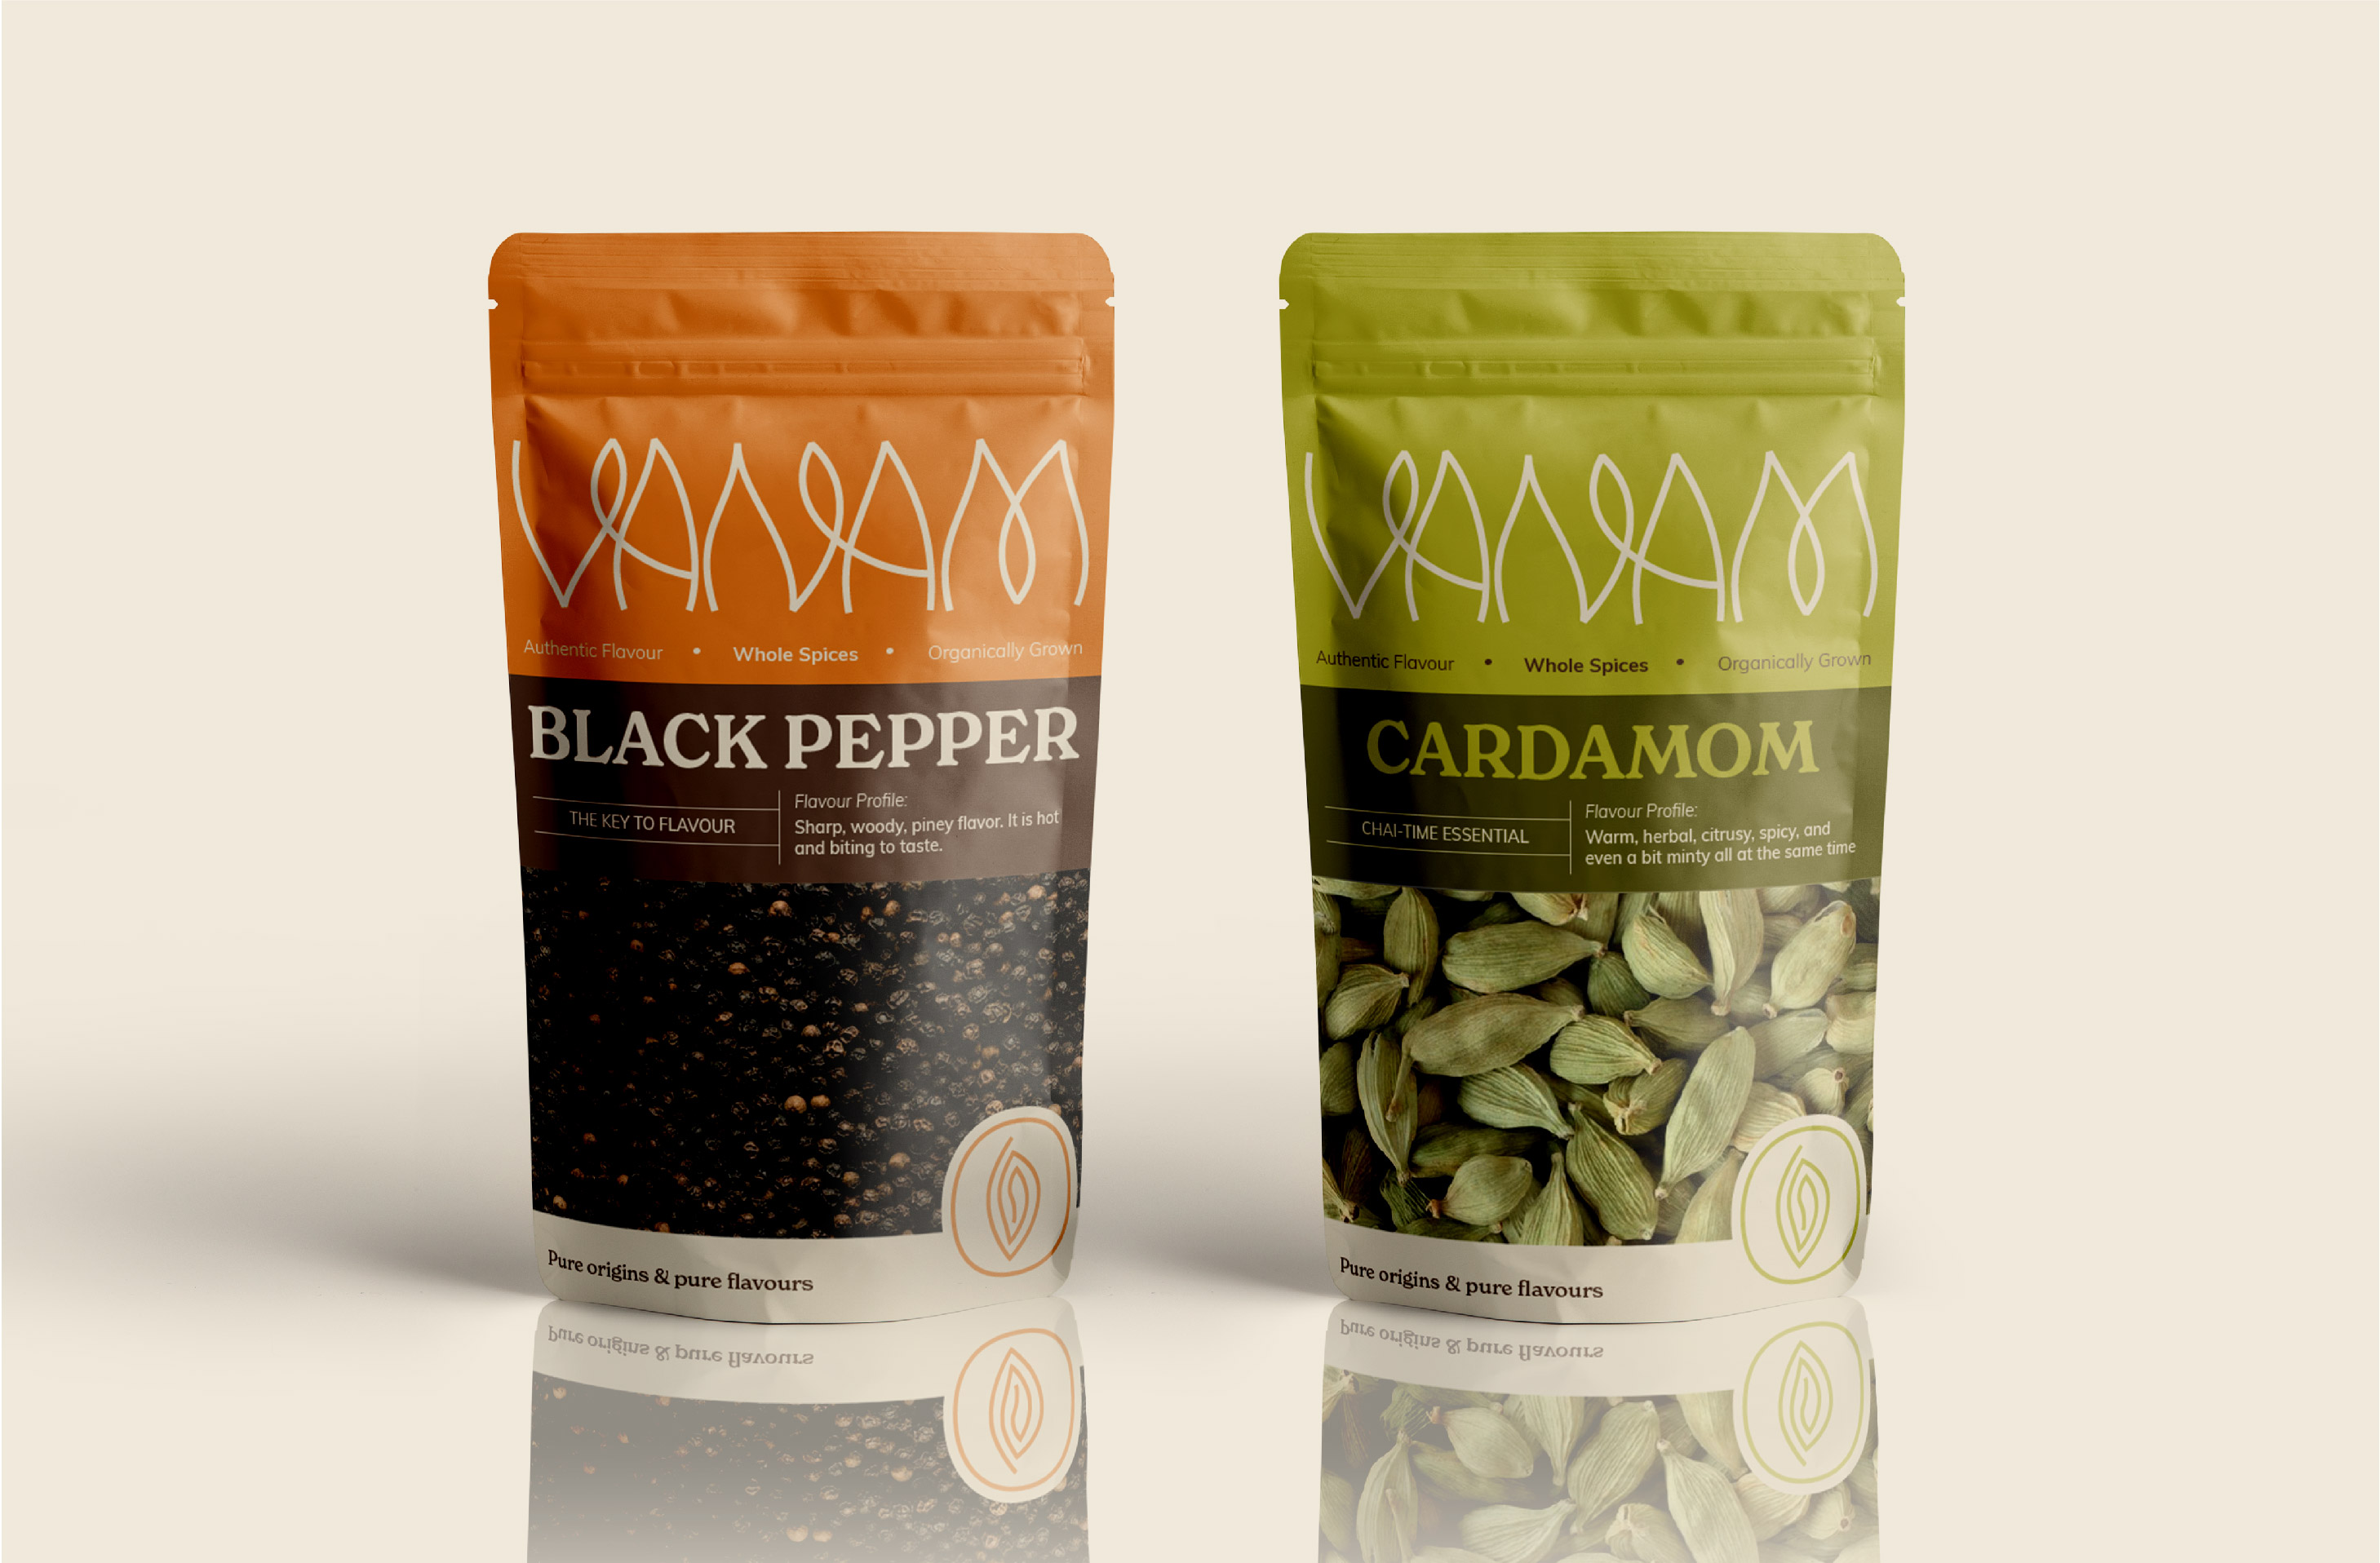 VANAM
Authentic Flavour • Whole Spices • Organically Grown
BLACK PEPPER
THE KEY TO FLAVOUR
Flavour Profile:
Sharp, woody, piney flavor. It is hot
and biting to taste.
Pure origins & pure flavours
VANAM
Authentic Flavour • Whole Spices • Organically Grown
CARDAMOM
CHAI-TIME ESSENTIAL
Flavour Profile:
Warm, herbal, citrusy, spicy, and
even a bit minty all at the same time
Pure origins & pure flavours